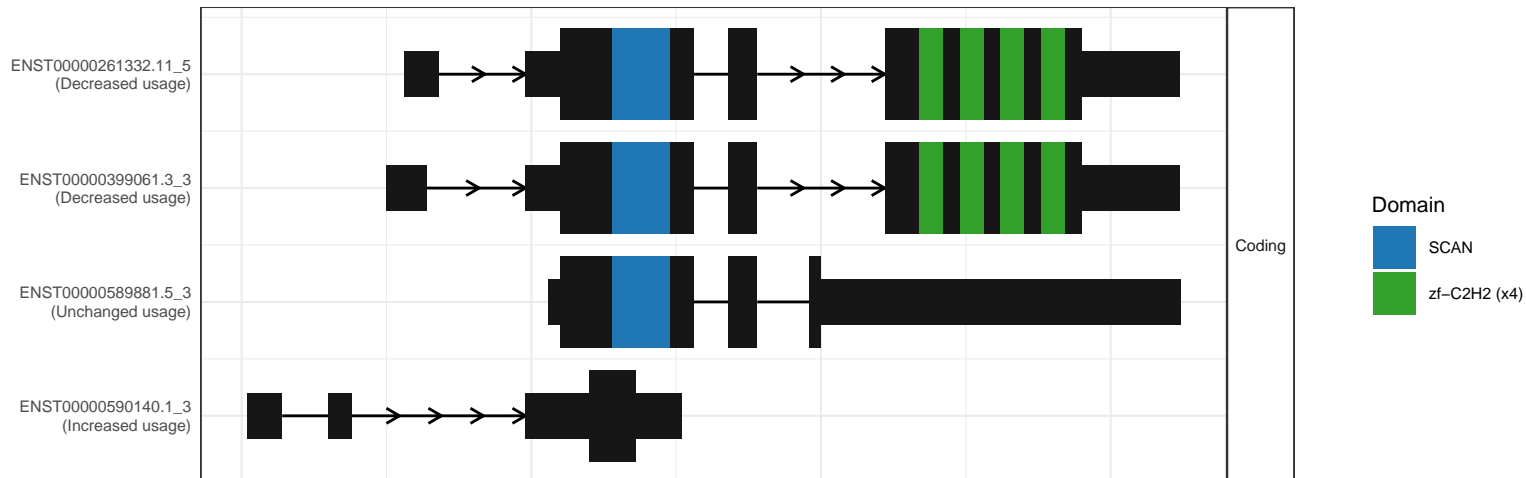 ENST00000261332.11_5
(Decreased usage)
ENST00000399061.3_3
(Decreased usage)
ENST00000589881.5_3
(Unchanged usage)
ENST00000590140.1_3
(Increased usage)
Coding
Domain
SCAN
zf−C2H2 (x4)